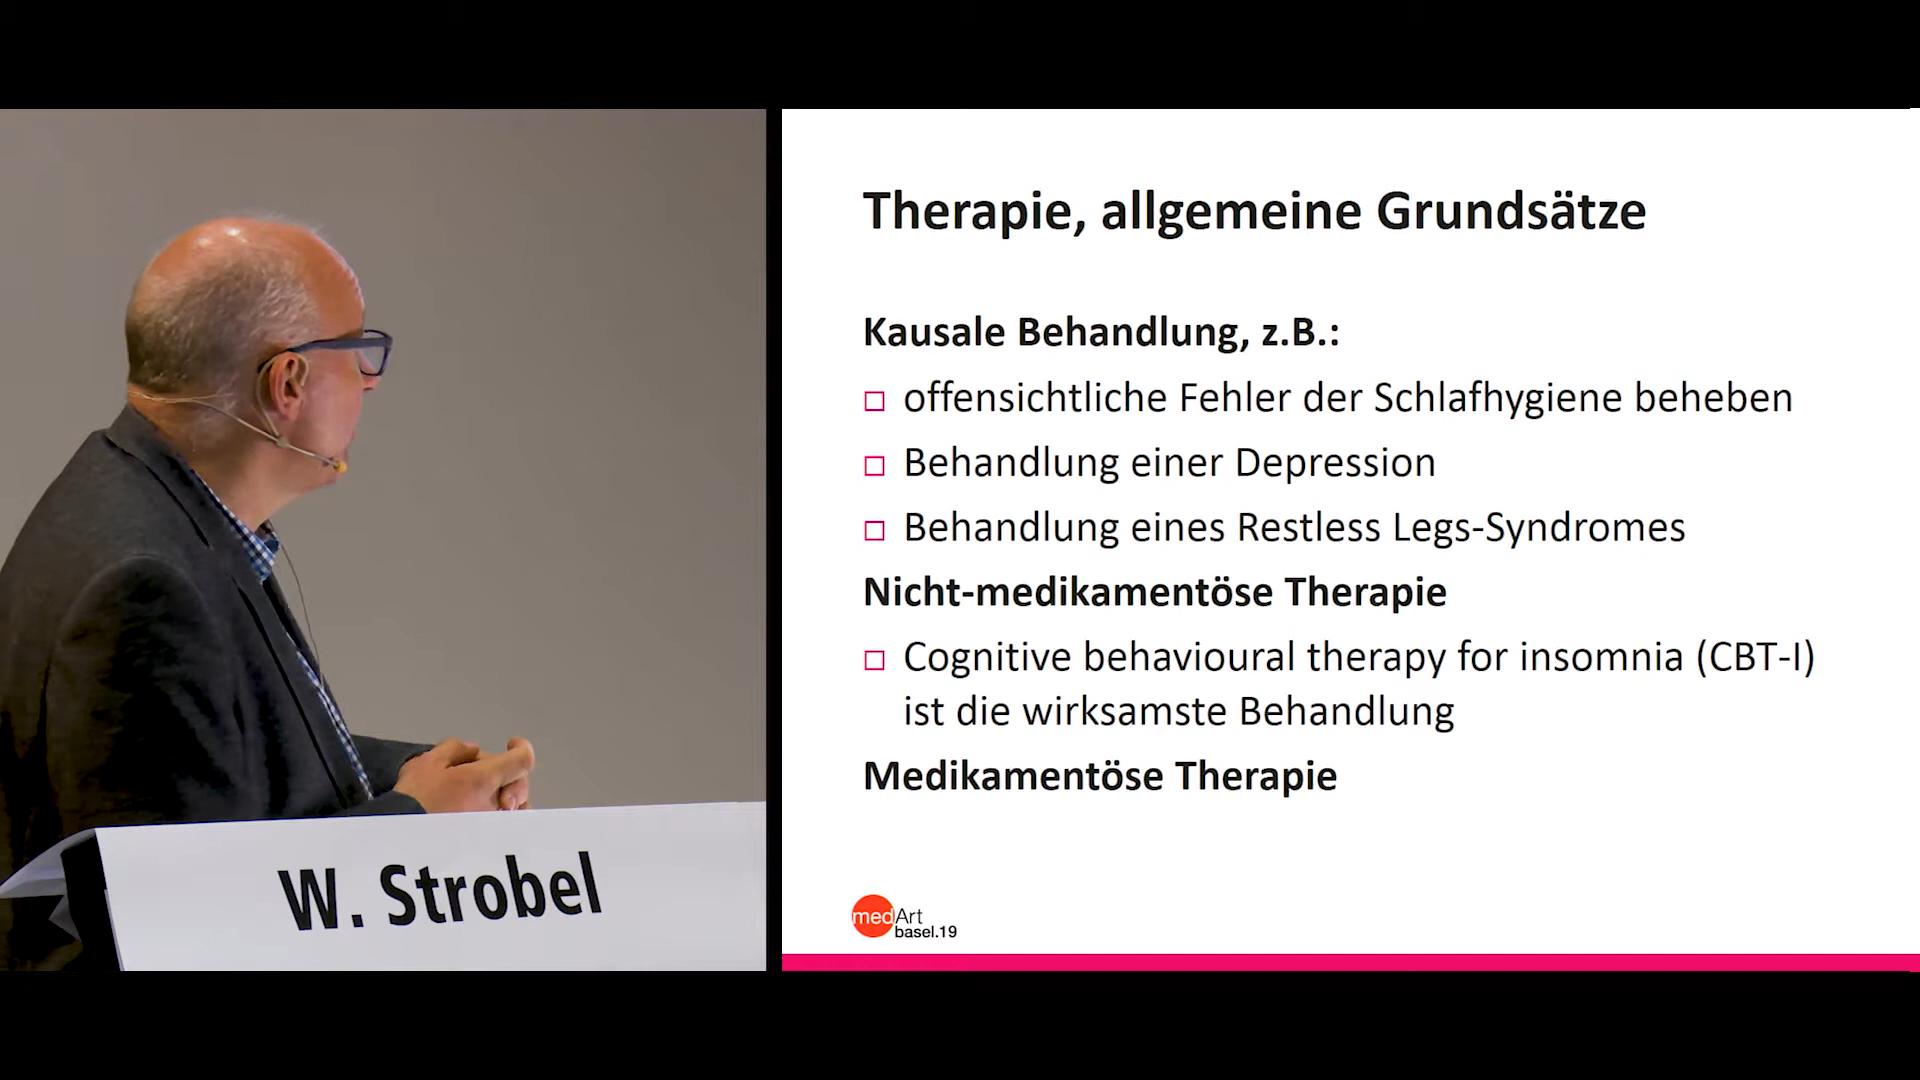 Therapie, allgemeine Grundsätze
Kausale Behandlung, z.B.:
offensichtliche Fehler der Schlafhygiene beheben
Behandlung einer Depression
Behandlung eines Restless Legs-Syndromes
Nicht-medikamentöse Therapie
Cognitive behavioural therapy for insomnia (CBT-I)
ist die wirksamste Behandlung
Medikamentöse Therapie
medArt
basel.19
W. Strobel